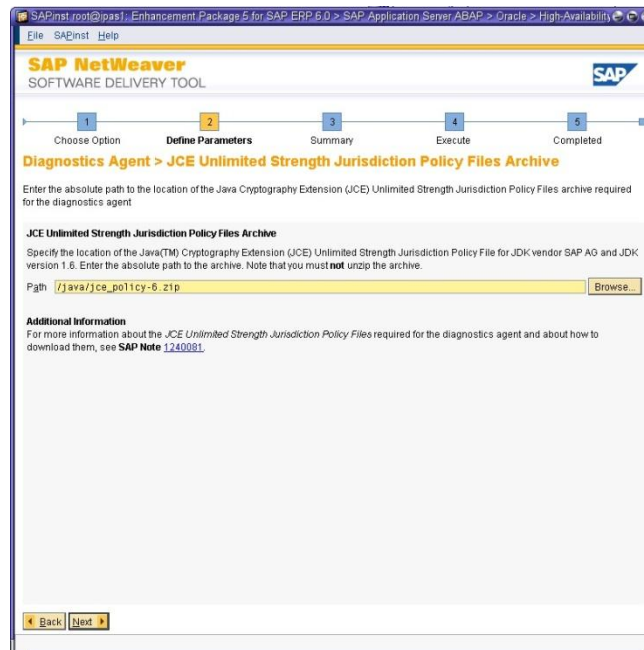 SAPinst root@ipas1: Enhancement Package 5 for SAP ERP 6.0 > SAP Application Server ABAP > Oracle > High-Availability
File SAPinst Help
SAP NetWeaver
SOFTWARE DELIVERY TOOL
SAP
1 2 3 4 5
Choose Option Define Parameters Summary Execute Completed
Diagnostics Agent > JCE Unlimited Strength Jurisdiction Policy Files Archive
Enter the absolute path to the location of the Java Cryptography Extension (JCE) Unlimited Strength Jurisdiction Policy Files archive required
for the diagnostics agent
JCE Unlimited Strength Jurisdiction Policy Files Archive
Specify the location of the Java(TM) Cryptography Extension (JCE) Unlimited Strength Jurisdiction Policy File for JDK vendor SAP AG and JDK
version 1.6. Enter the absolute path to the archive. Note that you must not unzip the archive.
Path /java/jce_policy-6.zip Browse...
Additional Information
For more information about the JCE Unlimited Strength Jurisdiction Policy Files required for the diagnostics agent and about how to
download them, see SAP Note 1240081.
Back Next